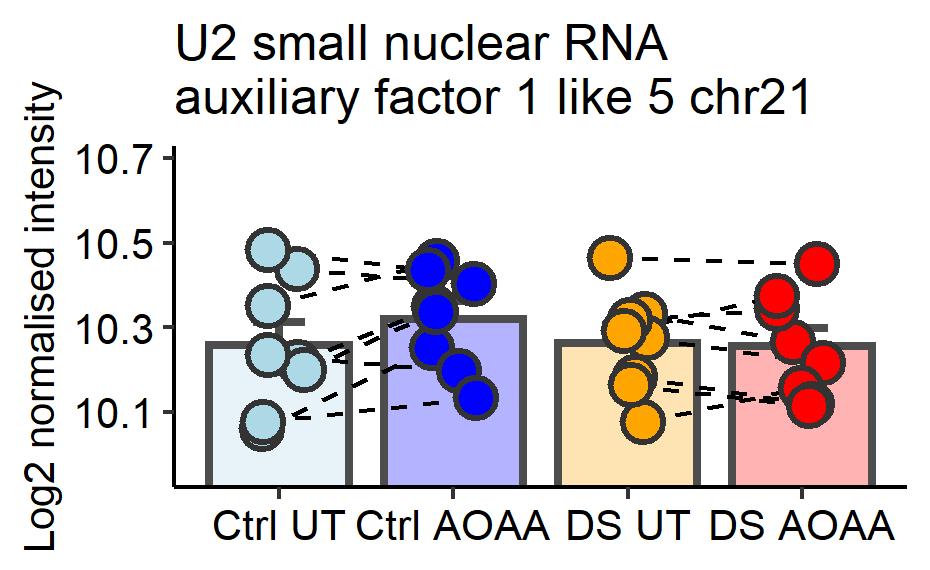 U2 small nuclear RNA
auxiliary factor 1 like 5 chr21
Log2 normalised intensity
10.7
10.5
10.3
10.1
Ctrl UT Ctrl AOAA DS UT DS AOAA